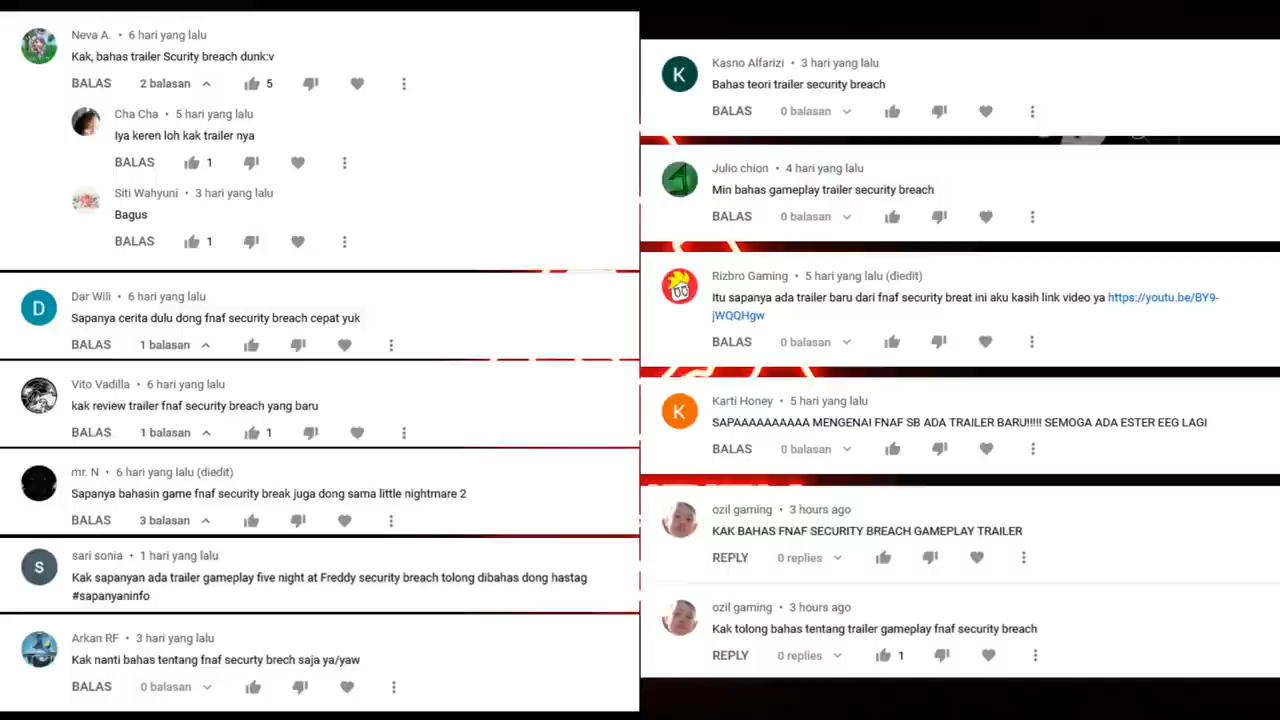 Neva A. • 6 hari yang lalu
Kak, bahas trailer Scurity breach dunk:v
BALAS 2 balasan 5
Cha Cha • 5 hari yang lalu
Iya keren loh kak trailer nya
BALAS 1
Siti Wahyuni • 3 hari yang lalu
Bagus
BALAS 1
D
Dar Wili • 6 hari yang lalu
Sapanya cerita dulu dong fnaf security breach cepat yuk
BALAS 1 balasan
Vito Vadilla • 6 hari yang lalu
kak review trailer fnaf security breach yang baru
BALAS 1 balasan 1
mr. N • 6 hari yang lalu (diedit)
Sapanya bahasin game fnaf security break juga dong sama little nightmare 2
BALAS 3 balasan
S
sari sonia • 1 hari yang lalu
Kak sapanyan ada trailer gameplay five night at Freddy security breach tolong dibahas dong hastag
#sapanyaninfo
Arkan RF • 3 hari yang lalu
Kak nanti bahas tentang fnaf securty brech saja ya/yaw
BALAS 0 balasan
K
Kasno Alfarizi • 3 hari yang lalu
Bahas teori trailer security breach
BALAS 0 balasan
Julio chion • 4 hari yang lalu
Min bahas gameplay trailer security breach
BALAS 0 balasan
Rizbro Gaming • 5 hari yang lalu (diedit)
Itu sapanya ada trailer baru dari fnaf security breat ini aku kasih link video ya https://youtu.be/BY9-
jWQQHgw
BALAS 0 balasan
K
Karti Honey • 5 hari yang lalu
SAPAAAAAAAAAA MENGENAI FNAF SB ADA TRAILER BARU!!!!! SEMOGA ADA ESTER EEG LAGI
BALAS 0 balasan
ozil gaming • 3 hours ago
KAK BAHAS FNAF SECURITY BREACH GAMEPLAY TRAILER
REPLY 0 replies
ozil gaming • 3 hours ago
Kak tolong bahas tentang trailer gameplay fnaf security breach
REPLY 0 replies 1